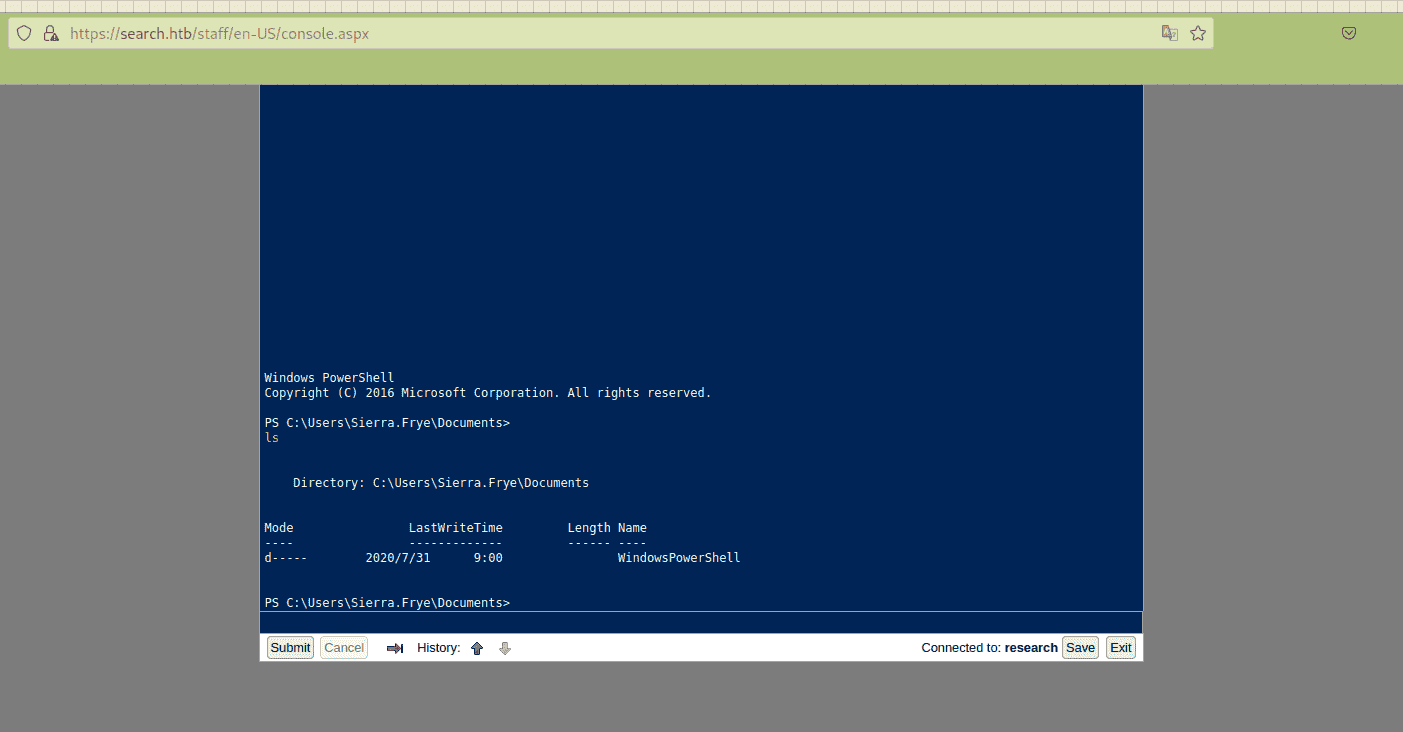 https://search.htb/staff/en-US/console.aspx
Windows PowerShell
Copyright (C) 2016 Microsoft Corporation. All rights reserved.
PS C:\Users\Sierra.Frye\Documents>
ls
Directory: C:\Users\Sierra.Frye\Documents
Mode                LastWriteTime         Length Name
----                -------------         ------ ----
d-----        2020/7/31      9:00                WindowsPowerShell
PS C:\Users\Sierra.Frye\Documents>
Submit Cancel History: Connected to: research Save Exit